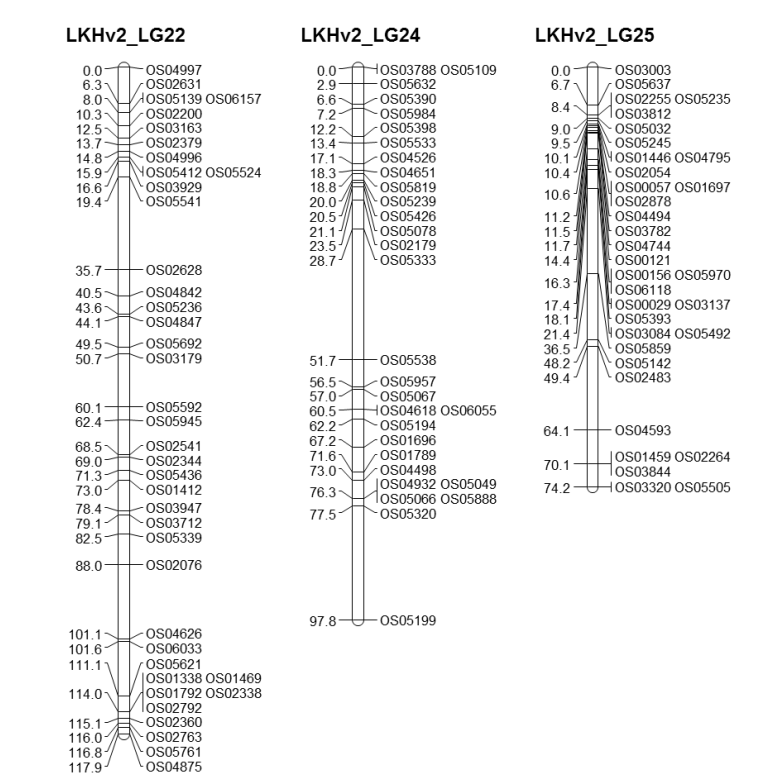 LKHv2_LG22
0.0 OS04997
6.3 OS02631
8.0 OS05139 OS06157
10.3 OS02200
12.5 OS03163
13.7 OS02379
14.8 OS04996
15.9 OS05412 OS05524
16.6 OS03929
19.4 OS05541
35.7 OS02628
40.5 OS04842
43.6 OS05236
44.1 OS04847
49.5 OS05692
50.7 OS03179
60.1 OS05592
62.4 OS05945
68.5 OS02541
69.0 OS02344
71.3 OS05436
73.0 OS01412
78.4 OS03947
79.1 OS03712
82.5 OS05339
88.0 OS02076
101.1 OS04626
101.6 OS06033
111.1 OS05621
OS01338 OS01469
114.0 OS01792 OS02338
OS02792
115.1 OS02360
116.0 OS02763
116.8 OS05761
117.9 OS04875
LKHv2_LG24
0.0 OS03788 OS05109
2.9 OS05632
6.6 OS05390
7.2 OS05984
12.2 OS05398
13.4 OS05533
17.1 OS04526
18.3 OS04651
18.8 OS05819
20.0 OS05239
20.5 OS05426
21.1 OS05078
23.5 OS02179
28.7 OS05333
51.7 OS05538
56.5 OS05957
57.0 OS05067
60.5 OS04618 OS06055
62.2 OS05194
67.2 OS01696
71.6 OS01789
73.0 OS04498
OS04932 OS05049
76.3
OS05066 OS05888
77.5 OS05320
97.8 OS05199
LKHv2_LG25
0.0 OS03003
6.7 OS05637
OS02255 OS05235
8.4
OS03812
9.0 OS05032
9.5 OS05245
10.1 OS01446 OS04795
10.4 OS02054
OS00057 OS01697
10.6
OS02878
11.2 OS04494
11.5 OS03782
11.7 OS04744
14.4 OS00121
OS00156 OS05970
16.3
OS06118
17.4 OS00029 OS03137
18.1 OS05393
21.4 OS03084 OS05492
36.5 OS05859
48.2 OS05142
49.4 OS02483
64.1 OS04593
OS01459 OS02264
70.1
OS03844
74.2 OS03320 OS05505